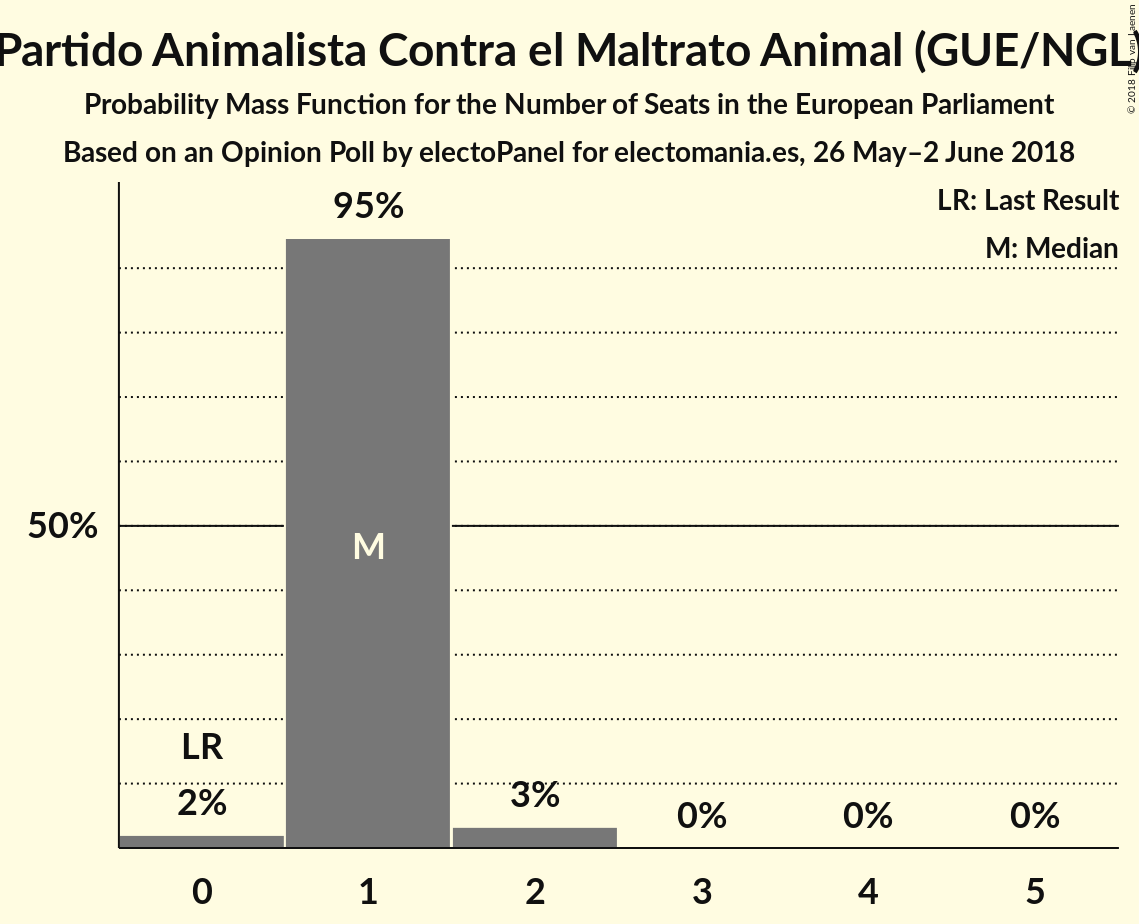 Partido Animalista Contra el Maltrato Animal (GUE/NGL)
© 2018 Filip van Laenen
Probability Mass Function for the Number of Seats in the European Parliament
Based on an Opinion Poll by electoPanel for electomania.es, 26 May–2 June 2018
LR: Last Result
M: Median
95%
50%
M
LR
2%
3%
0%
0%
0%
0
1
2
3
4
5